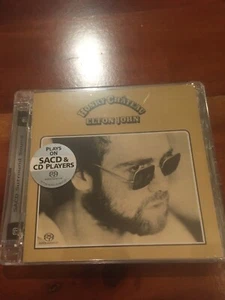 HONKY CHÂTEAU
ELTON JOHN
PLAYS ON
SACD &
CD PLAYERS